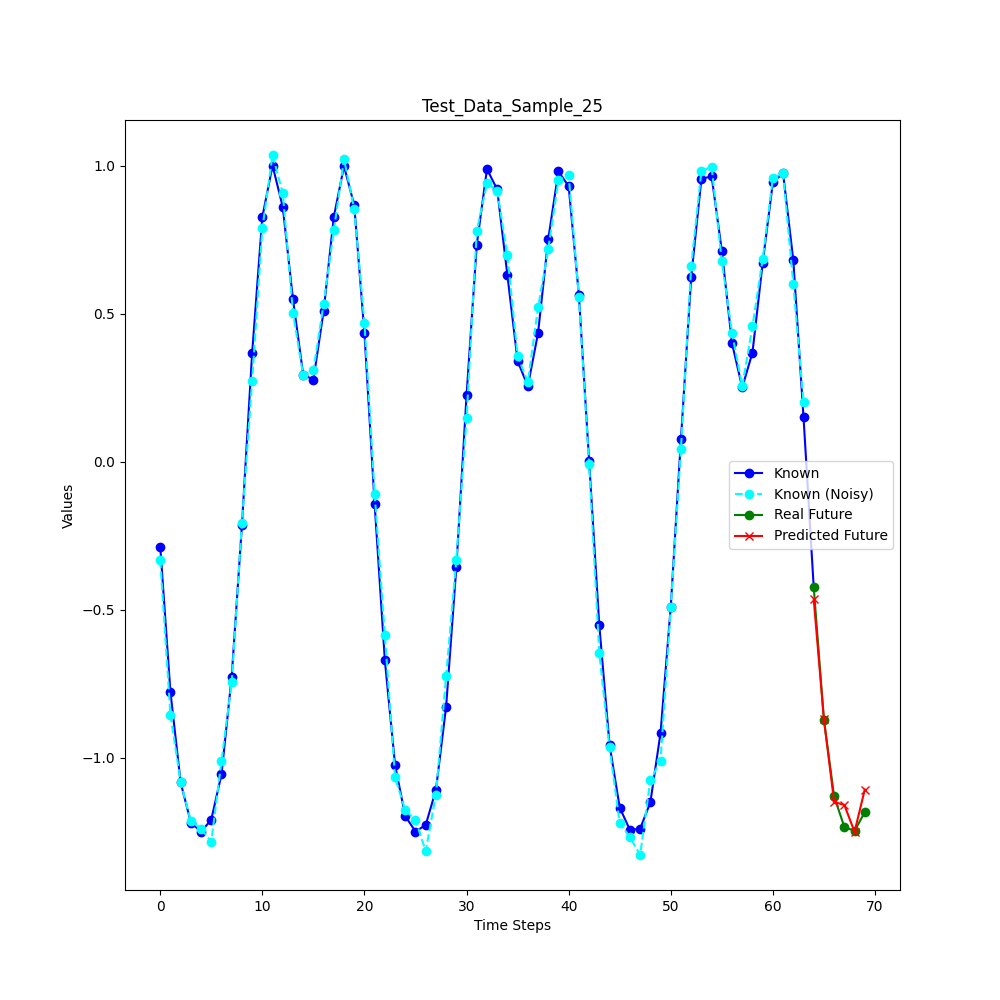 Test_Data_Sample_25
Values
1.0
0.5
0.0
−0.5
−1.0
Known
Known (Noisy)
Real Future
Predicted Future
0 10 20 30 40 50 60 70
Time Steps